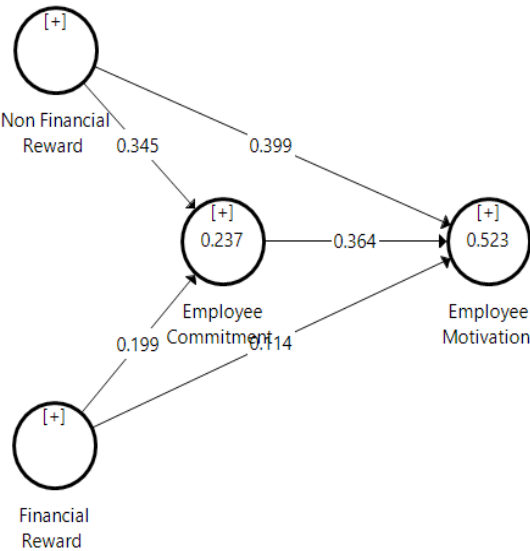 [+]
Non Financial
Reward
0.345
0.399
[+]
0.237
0.364
[+]
0.523
Employee
Commitment
Employee
Motivation
0.199
0.114
[+]
Financial
Reward